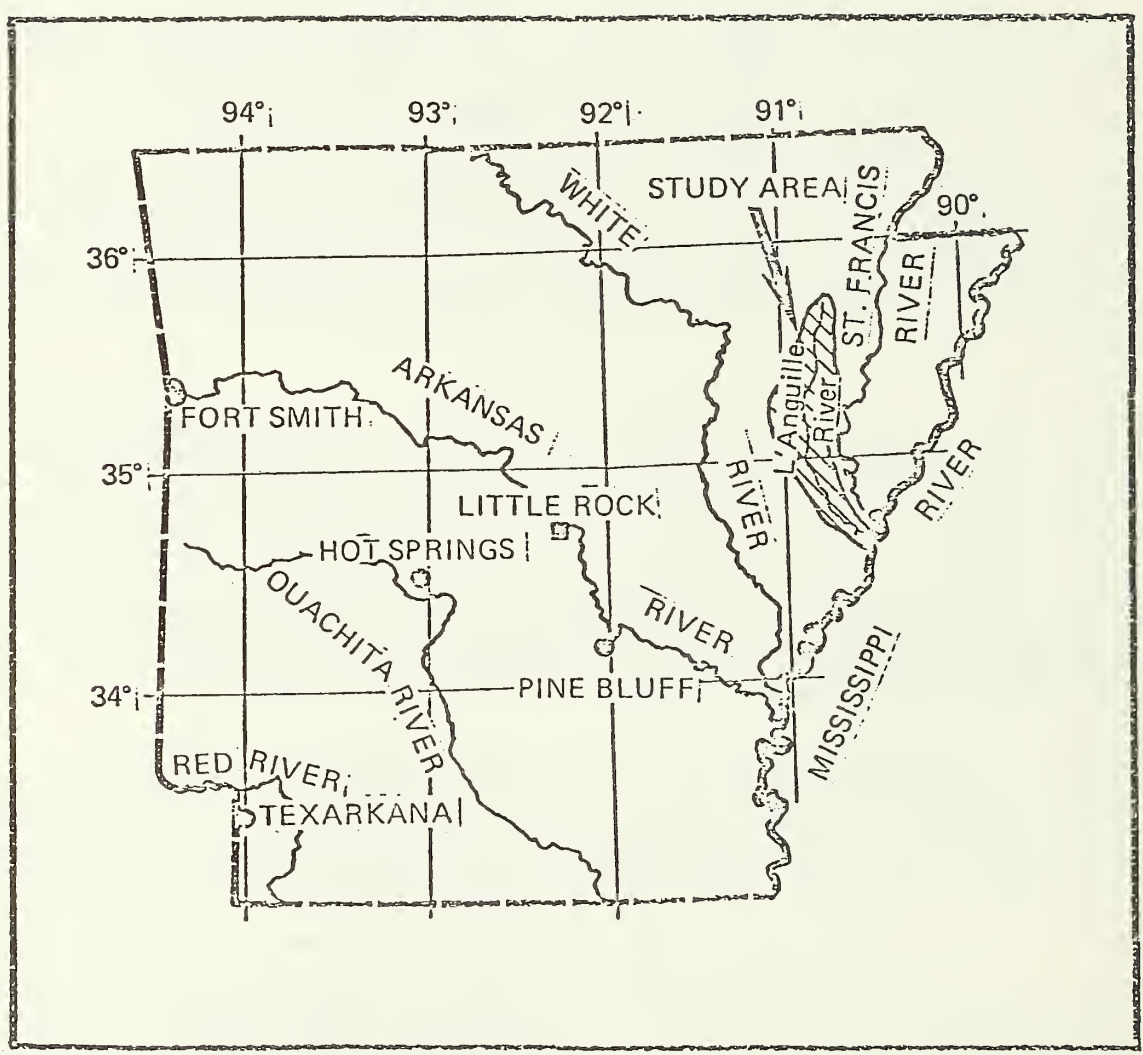 94°
93°
92°
91°
WHITE
STUDY AREA
ST. FRANCIS
90°
36°
RIVER
Anguille
River
ARKANSAS
FORT SMITH
35°
RIVER
RIVER
LITTLE ROCK
HOT SPRINGS
OUACHITA RIVER
RIVER
34°
PINE BLUFF
MISSISSIPPI
RED RIVER
TEXARKANA